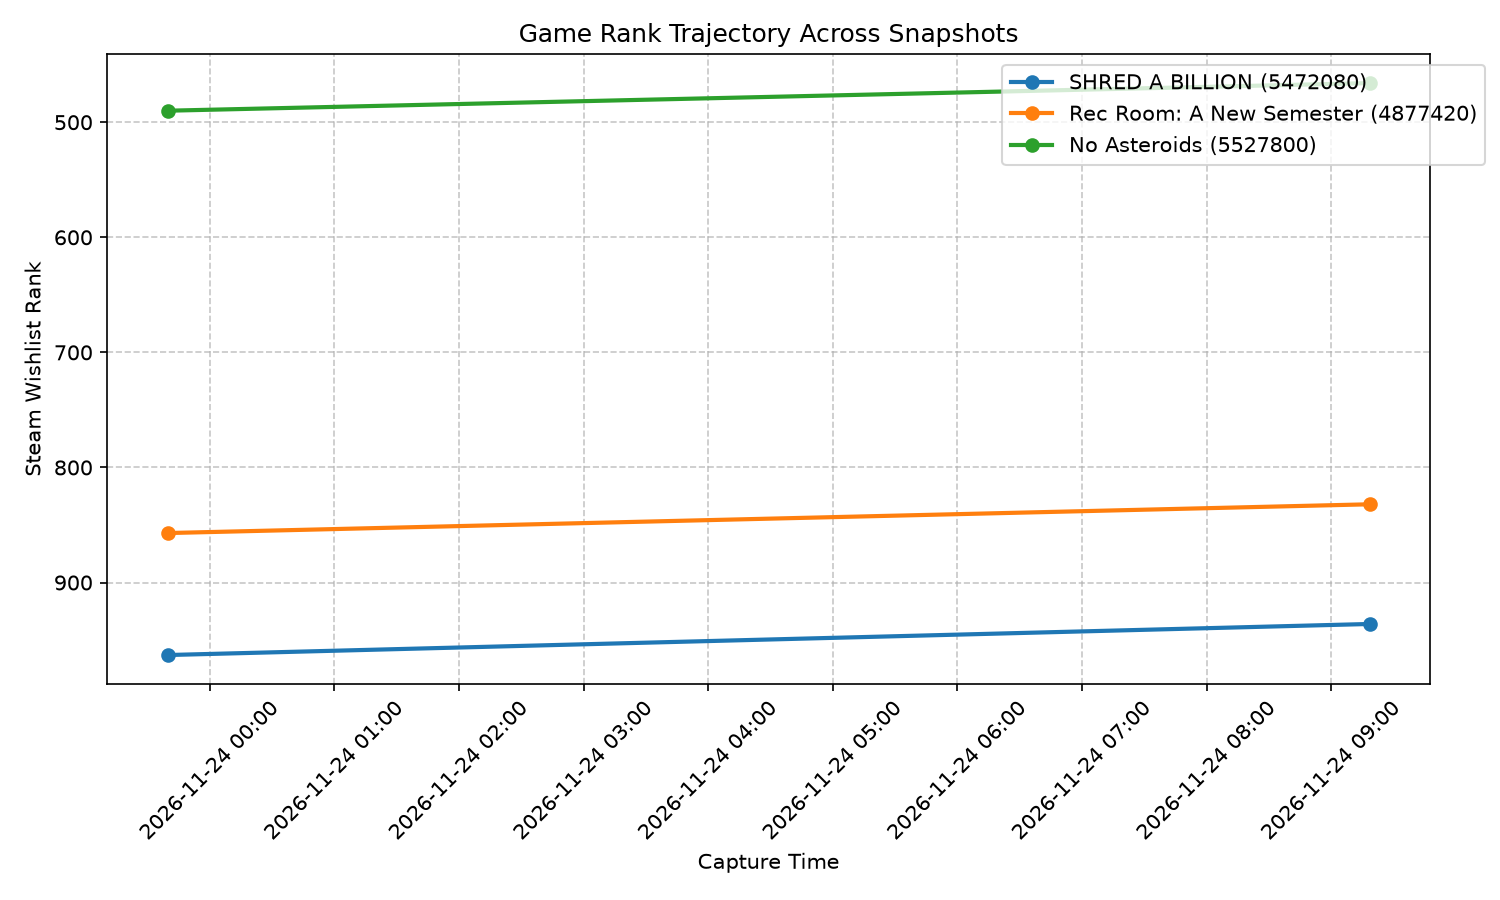 Game Rank Trajectory Across Snapshots
SHRED A BILLION (5472080)
Rec Room: A New Semester (4877420)
No Asteroids (5527800)
Steam Wishlist Rank
500
600
700
800
900
2026-11-24 00:00
2026-11-24 01:00
2026-11-24 02:00
2026-11-24 03:00
2026-11-24 04:00
2026-11-24 05:00
2026-11-24 06:00
2026-11-24 07:00
2026-11-24 08:00
2026-11-24 09:00
Capture Time